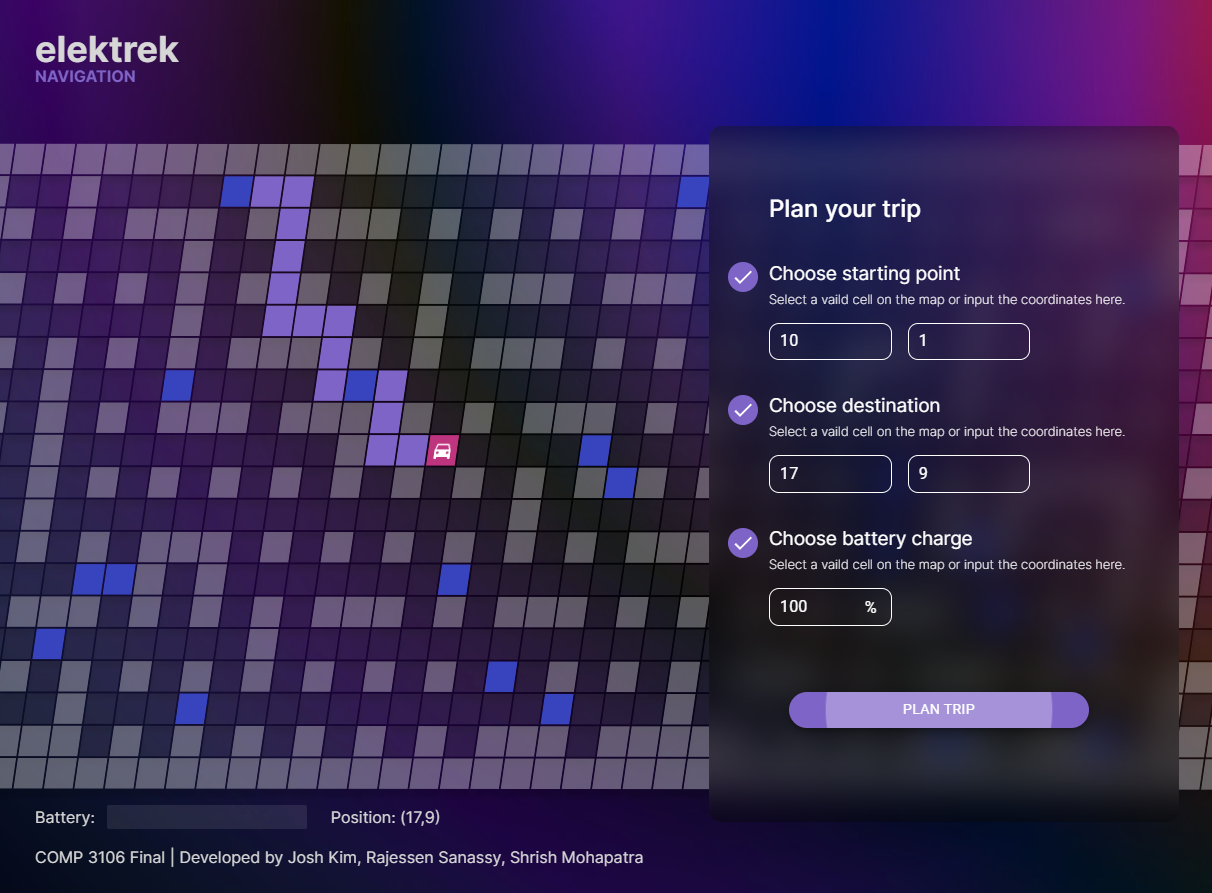 elektrek
NAVIGATION
Plan your trip
Choose starting point
Select a vaild cell on the map or input the coordinates here.
10 1
Choose destination
Select a vaild cell on the map or input the coordinates here.
17 9
Choose battery charge
Select a vaild cell on the map or input the coordinates here.
100 %
PLAN TRIP
Battery: Position: (17,9)
COMP 3106 Final | Developed by Josh Kim, Rajessen Sanassy, Shrish Mohapatra